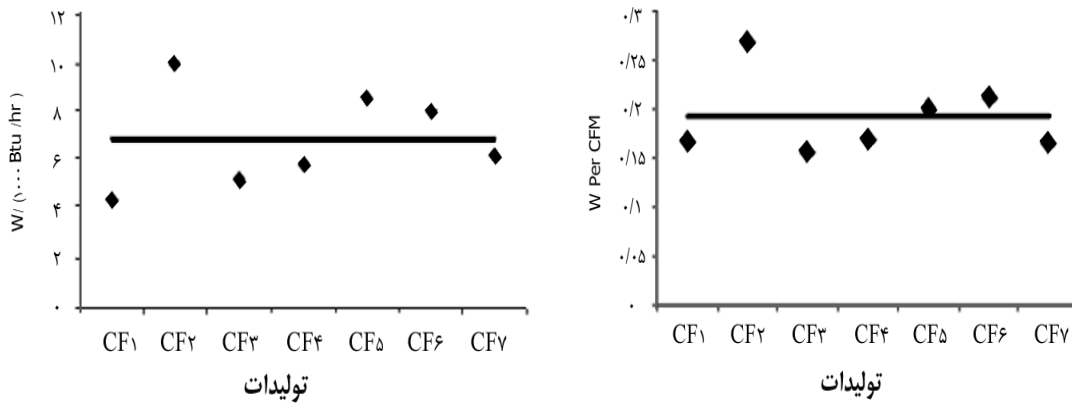 W/ (۱۰۰۰ Btu /hr )
۱۲
۱۰
۸
۶
۴
۲
۰
CF۱ CF۲ CF۳ CF۴ CF۵ CF۶ CF۷
تولیدات
W Per CFM
۰/۳
۰/۲۵
۰/۲
۰/۱۵
۰/۱
۰/۰۵
۰
CF۱ CF۲ CF۳ CF۴ CF۵ CF۶ CF۷
تولیدات